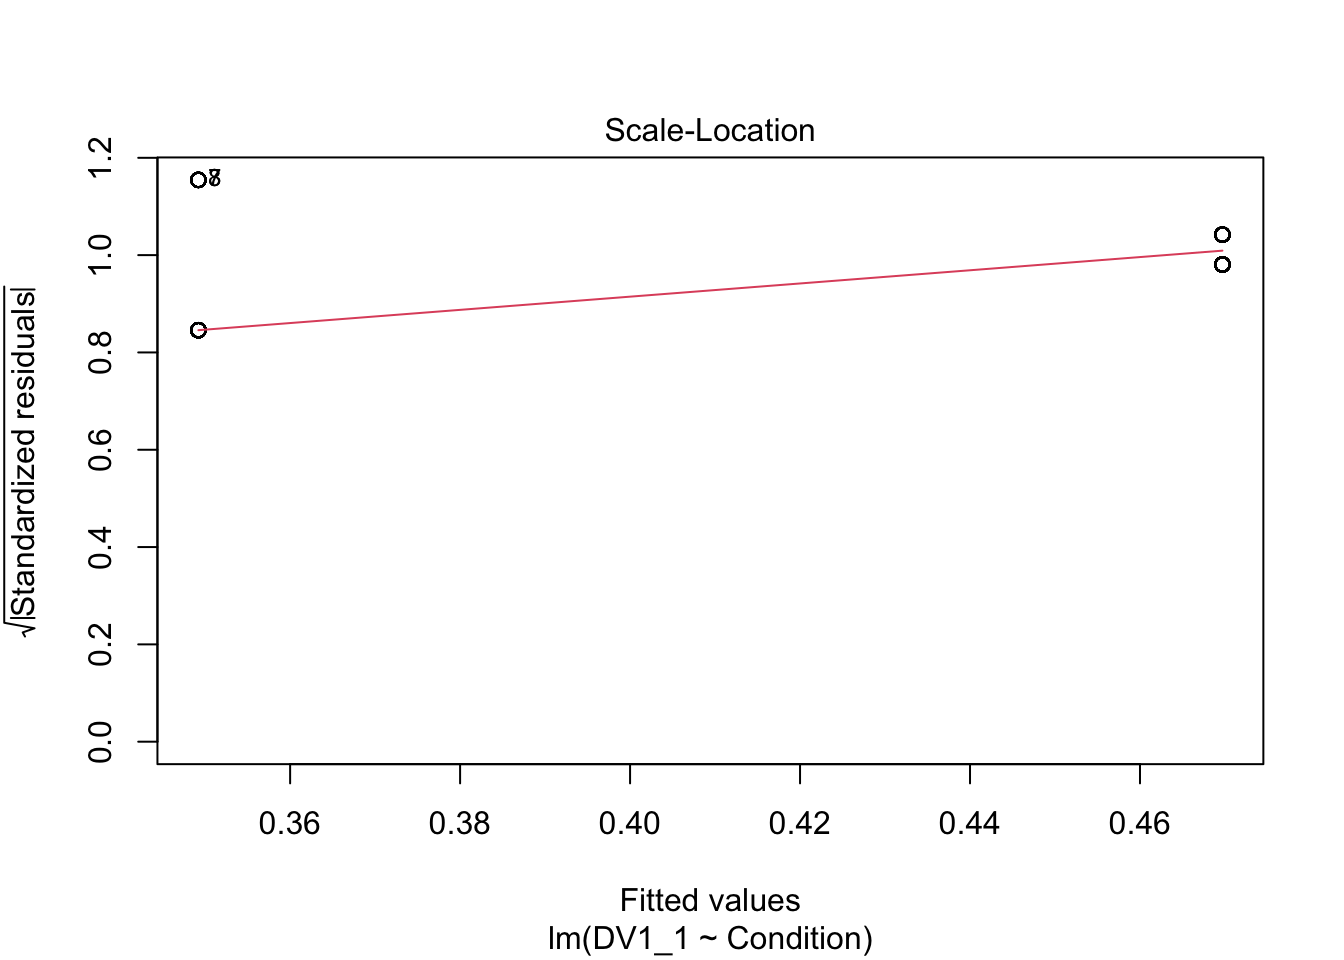 Scale-Location
√|Standardized residuals|
1.2
1.0
0.8
0.6
0.4
0.2
0.0
0.36 0.38 0.40 0.42 0.44 0.46
Fitted values
lm(DV1_1 ~ Condition)